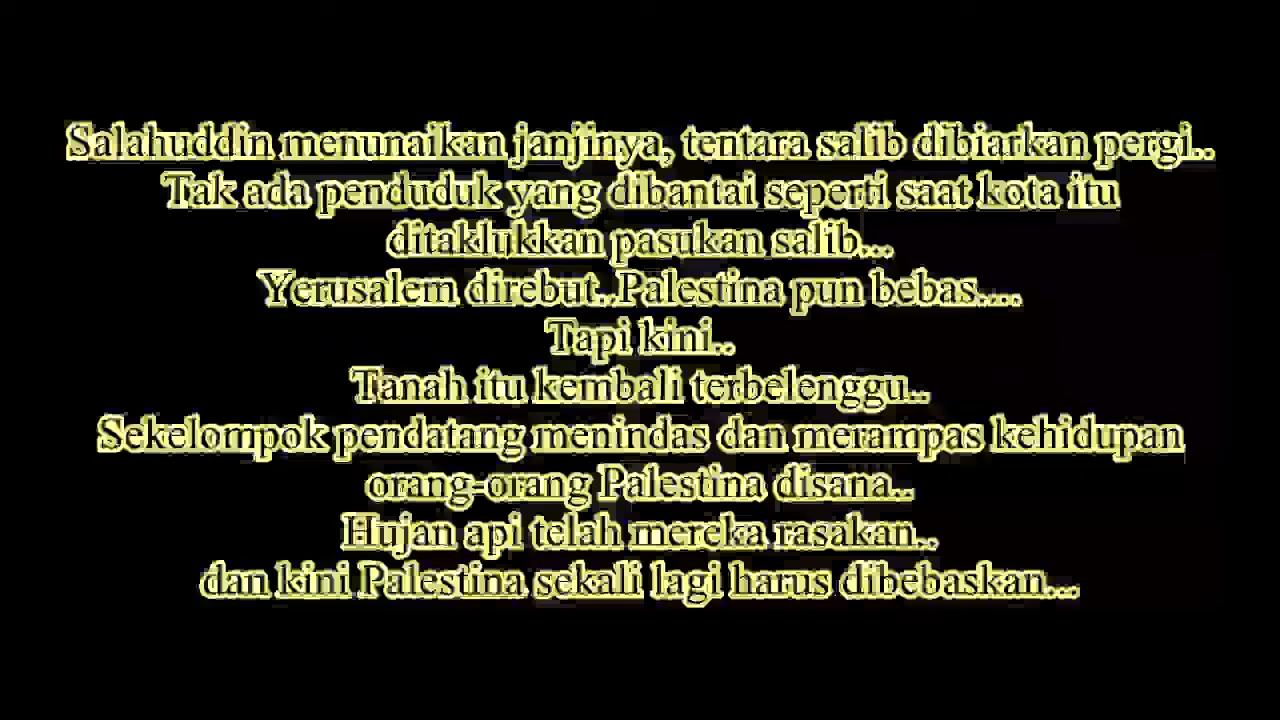 Salahuddin menunaikan janjinya, tentara salib dibiarkan pergi..
Tak ada penduduk yang dibantai seperti saat kota itu
ditaklukkan pasukan salib...
Yerusalem direbut..Palestina pun bebas....
Tapi kini..
Tanah itu kembali terbelenggu..
Sekelompok pendatang menindas dan merampas kehidupan
orang-orang Palestina disana..
Hujan api telah mereka rasakan..
dan kini Palestina sekali lagi harus dibebaskan...